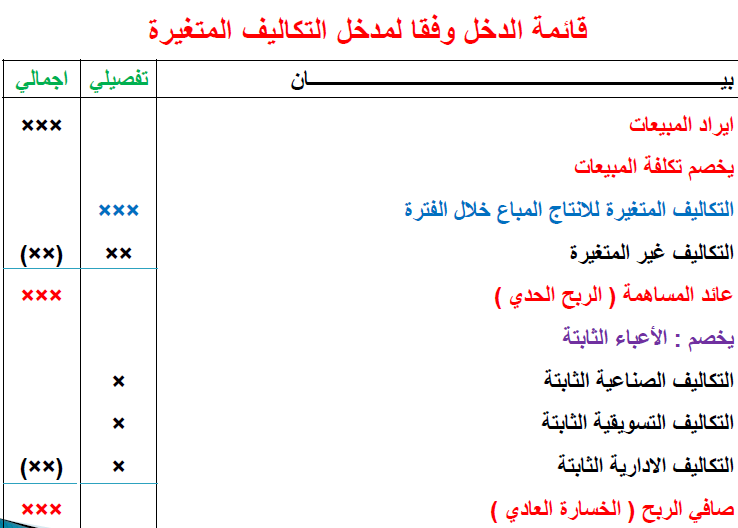 قائمة الدخل وفقا لمدخل التكاليف المتغيرة
بيـــــــــــــــــــــــــــــــــان تفصيلي اجمالي
ايراد المبيعات ×××
يخصم تكلفة المبيعات
التكاليف المتغيرة للانتاج المباع خلال الفترة ×××
التكاليف غير المتغيرة ×× (××)
عائد المساهمة ( الربح الحدي ) ×××
يخصم : الأعباء الثابتة
التكاليف الصناعية الثابتة ×
التكاليف التسويقية الثابتة ×
التكاليف الادارية الثابتة × (××)
صافي الربح ( الخسارة العادي ) ×××